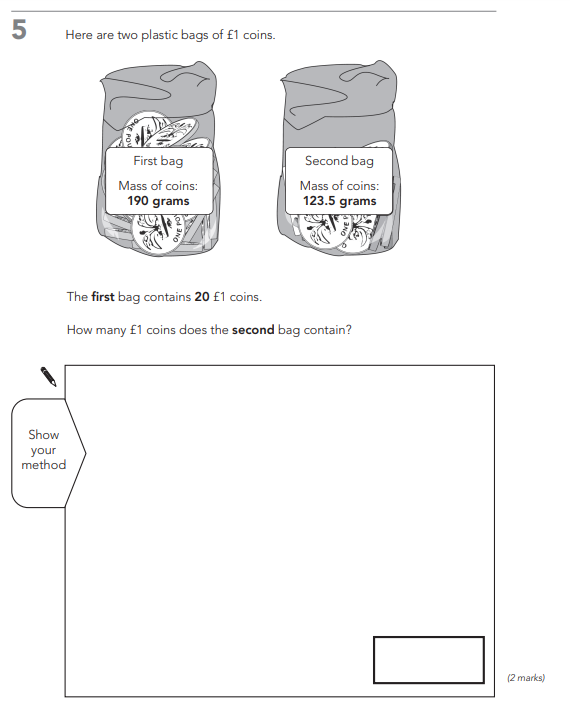 5
Here are two plastic bags of £1 coins.
First bag
Mass of coins:
190 grams
Second bag
Mass of coins:
123.5 grams
The first bag contains 20 £1 coins.
How many £1 coins does the second bag contain?
Show
your
method
(2 marks)